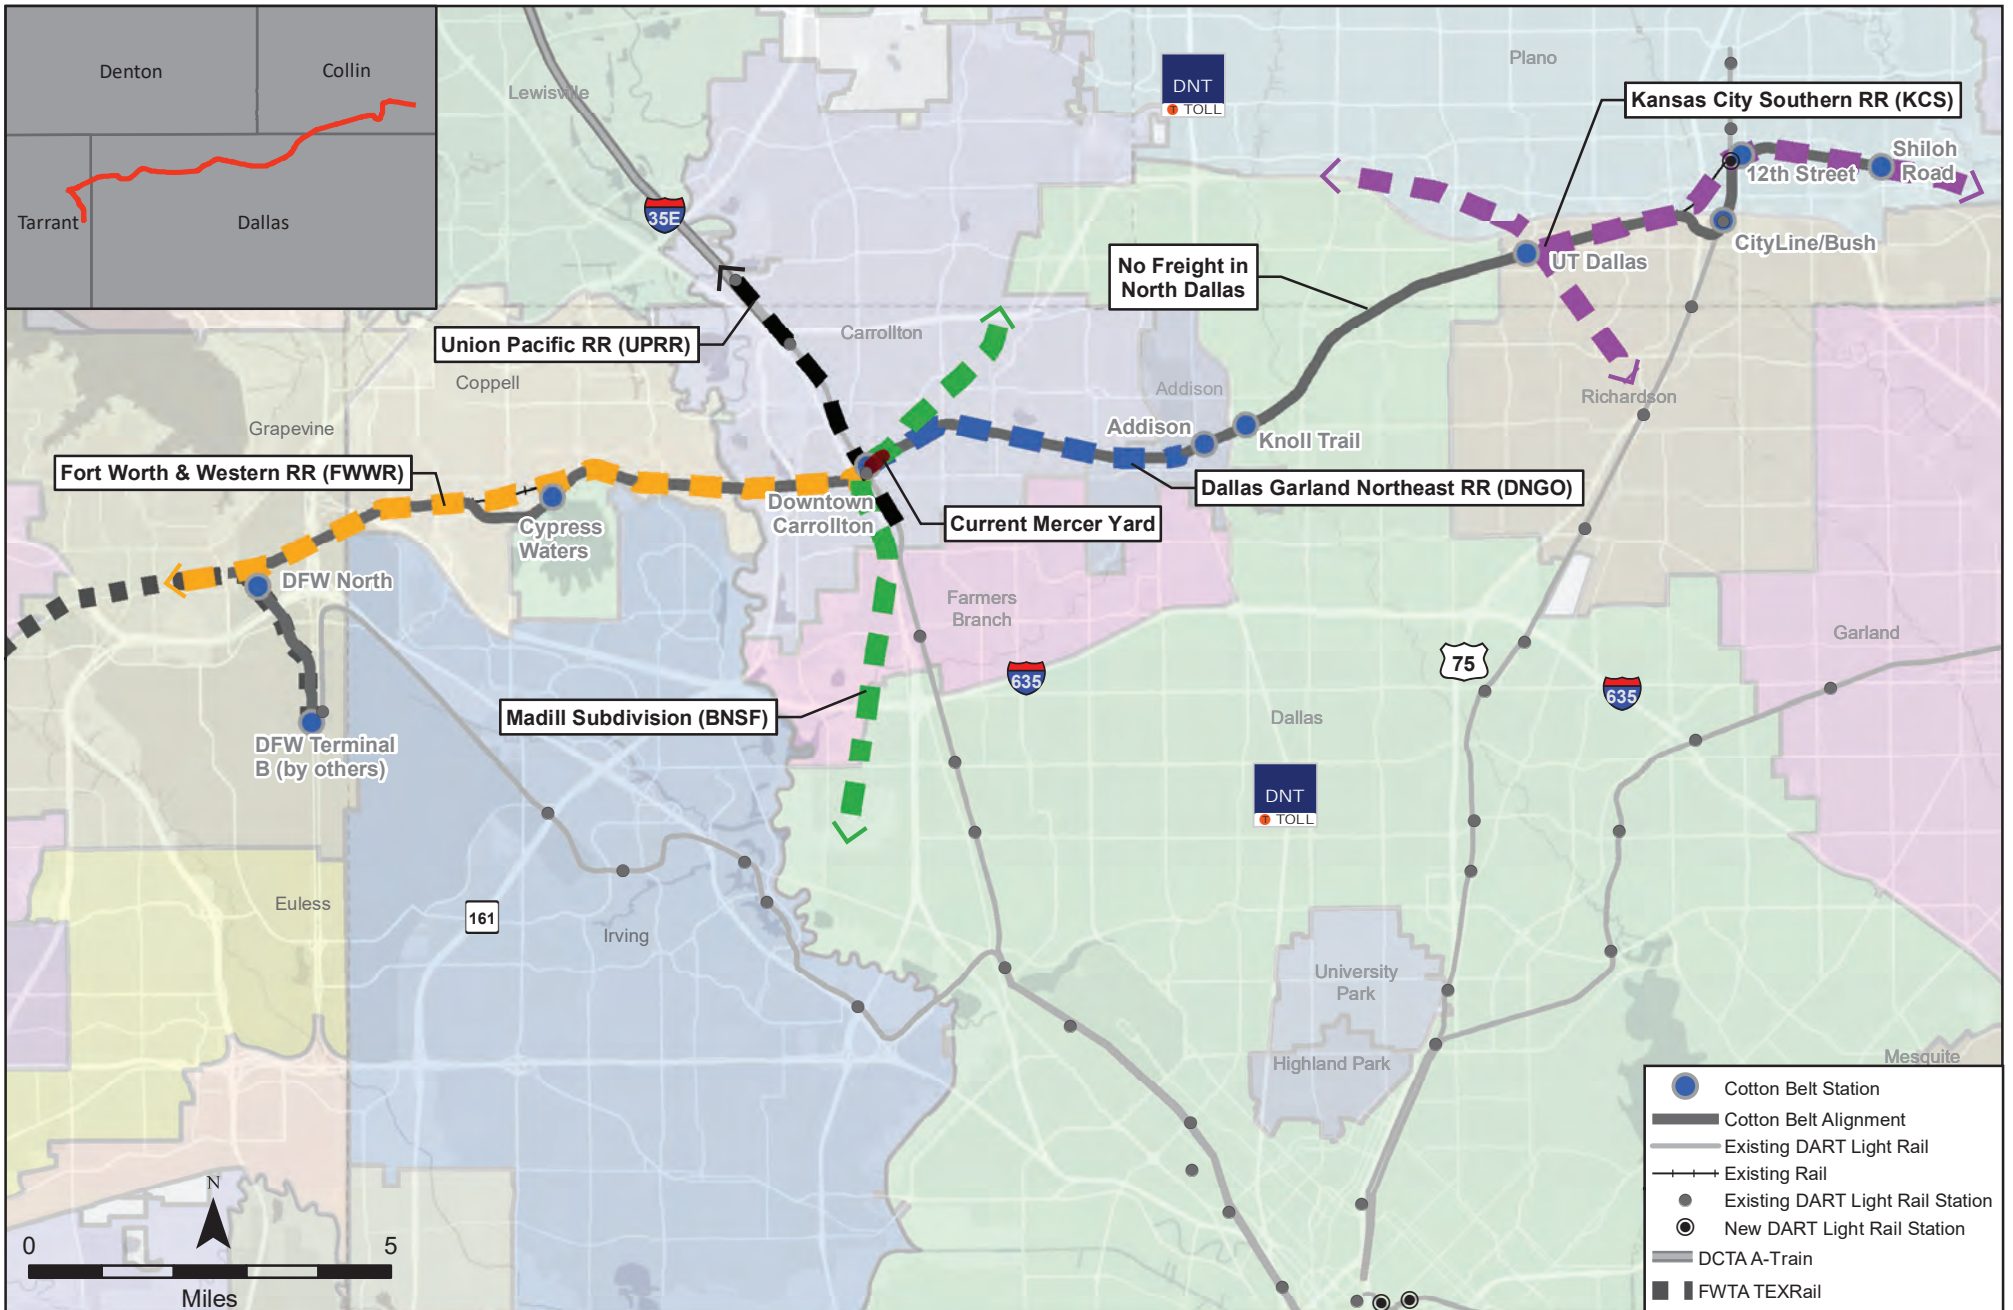 Denton
Collin
Tarrant
Dallas
Lewisville
35E
DNT
TOLL
Plano
Kansas City Southern RR (KCS)
Shiloh
Road
12th Street
CityLine/Bush
UT Dallas
No Freight in
North Dallas
Union Pacific RR (UPRR)
Carrollton
Coppell
Addison
Richardson
Grapevine
Addison
Knoll Trail
Fort Worth & Western RR (FWWR)
Dallas Garland Northeast RR (DNGO)
Downtown
Carrollton
Current Mercer Yard
Cypress
Waters
DFW North
Farmers
Branch
Garland
75
635
635
Madill Subdivision (BNSF)
Dallas
DFW Terminal
B (by others)
DNT
TOLL
Euless
161
Irving
University
Park
Highland Park
Mesquite
N
0
5
Miles
Cotton Belt Station
Cotton Belt Alignment
Existing DART Light Rail
Existing Rail
Existing DART Light Rail Station
New DART Light Rail Station
DCTA A-Train
FWTA TEXRail